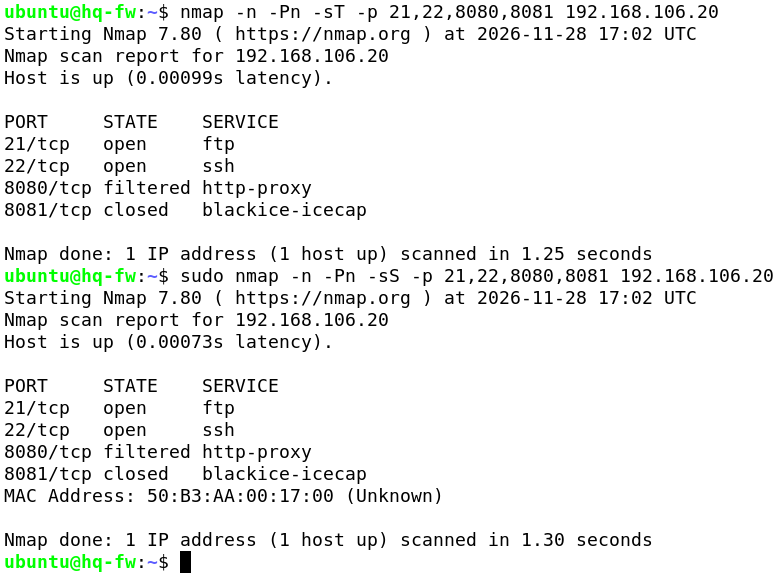 ubuntu@hq-fw:~$ nmap -n -Pn -sT -p 21,22,8080,8081 192.168.106.20
Starting Nmap 7.80 ( https://nmap.org ) at 2026-11-28 17:02 UTC
Nmap scan report for 192.168.106.20
Host is up (0.00099s latency).

PORT     STATE    SERVICE
21/tcp   open     ftp
22/tcp   open     ssh
8080/tcp filtered http-proxy
8081/tcp closed   blackice-icecap

Nmap done: 1 IP address (1 host up) scanned in 1.25 seconds
ubuntu@hq-fw:~$ sudo nmap -n -Pn -sS -p 21,22,8080,8081 192.168.106.20
Starting Nmap 7.80 ( https://nmap.org ) at 2026-11-28 17:02 UTC
Nmap scan report for 192.168.106.20
Host is up (0.00073s latency).

PORT     STATE    SERVICE
21/tcp   open     ftp
22/tcp   open     ssh
8080/tcp filtered http-proxy
8081/tcp closed   blackice-icecap
MAC Address: 50:B3:AA:00:17:00 (Unknown)

Nmap done: 1 IP address (1 host up) scanned in 1.30 seconds
ubuntu@hq-fw:~$